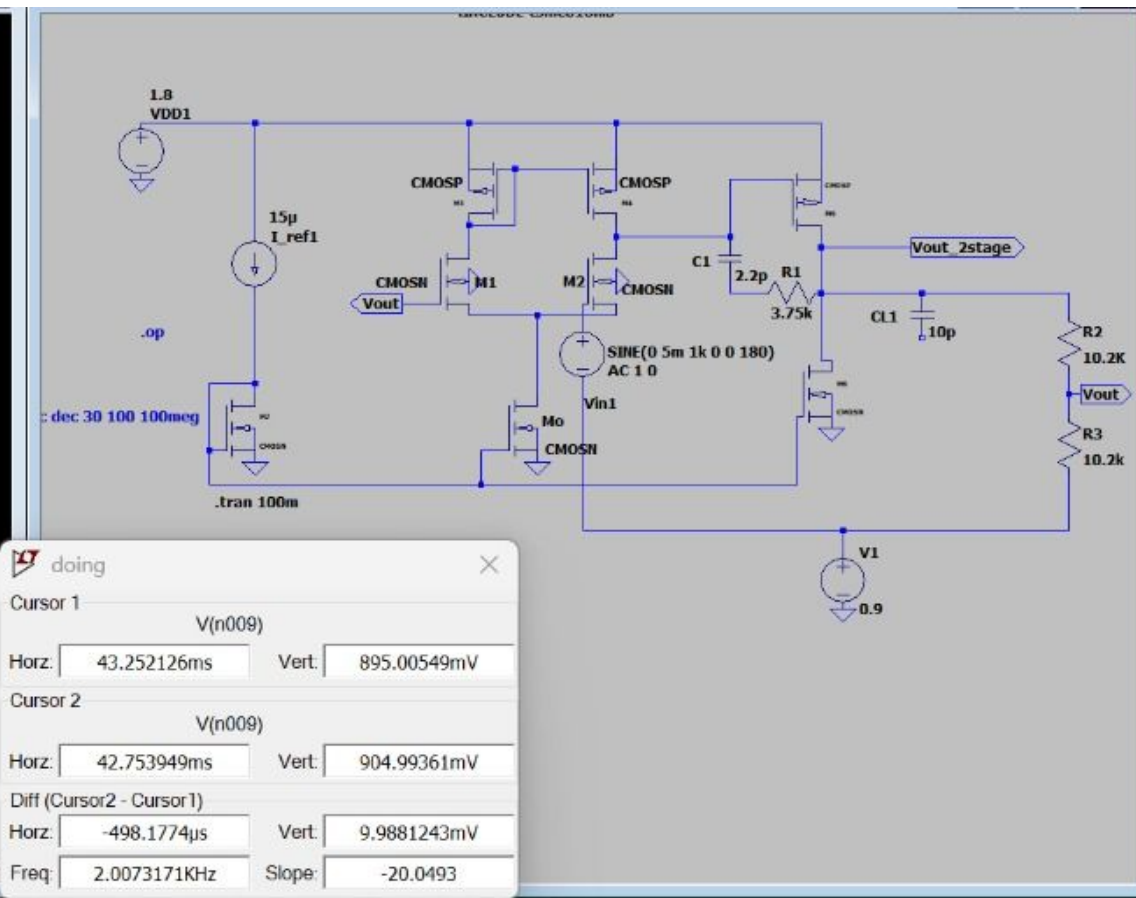 1.8
VDD1
CMOSP
CMOSP
CMOSP
15µ
I_ref1
Vout_2stage
C1
2.2p
R1
3.75k
CMOSN
M1
M2
CMOSN
Vout
CL1
10p
R2
10.2K
.op
SINE(0 5m 1k 0 0 180)
AC 1 0
Vin1
Vout
: dec 30 100 100meg
CMOSN
Mo
CMOSN
CMOSN
R3
10.2k
.tran 100m
V1
0.9
doing
Cursor 1
V(n009)
Horz: 43.252126ms Vert: 895.00549mV
Cursor 2
V(n009)
Horz: 42.753949ms Vert: 904.99361mV
Diff (Cursor2 - Cursor1)
Horz: -498.1774µs Vert: 9.9881243mV
Freq: 2.0073171KHz Slope: -20.0493